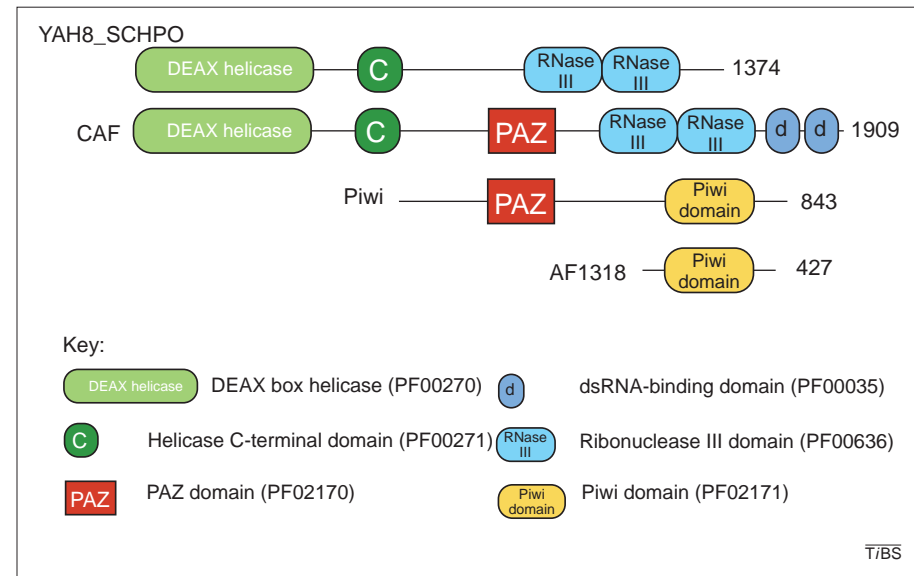 YAH8_SCHPO
DEAX helicase C RNase III RNase III 1374
CAF DEAX helicase C PAZ RNase III RNase III d d 1909
Piwi PAZ Piwi domain 843
AF1318 Piwi domain 427
Key:
DEAX helicase DEAX box helicase (PF00270) d dsRNA-binding domain (PF00035)
C Helicase C-terminal domain (PF00271) RNase III Ribonuclease III domain (PF00636)
PAZ PAZ domain (PF02170) Piwi domain Piwi domain (PF02171)
TiBS